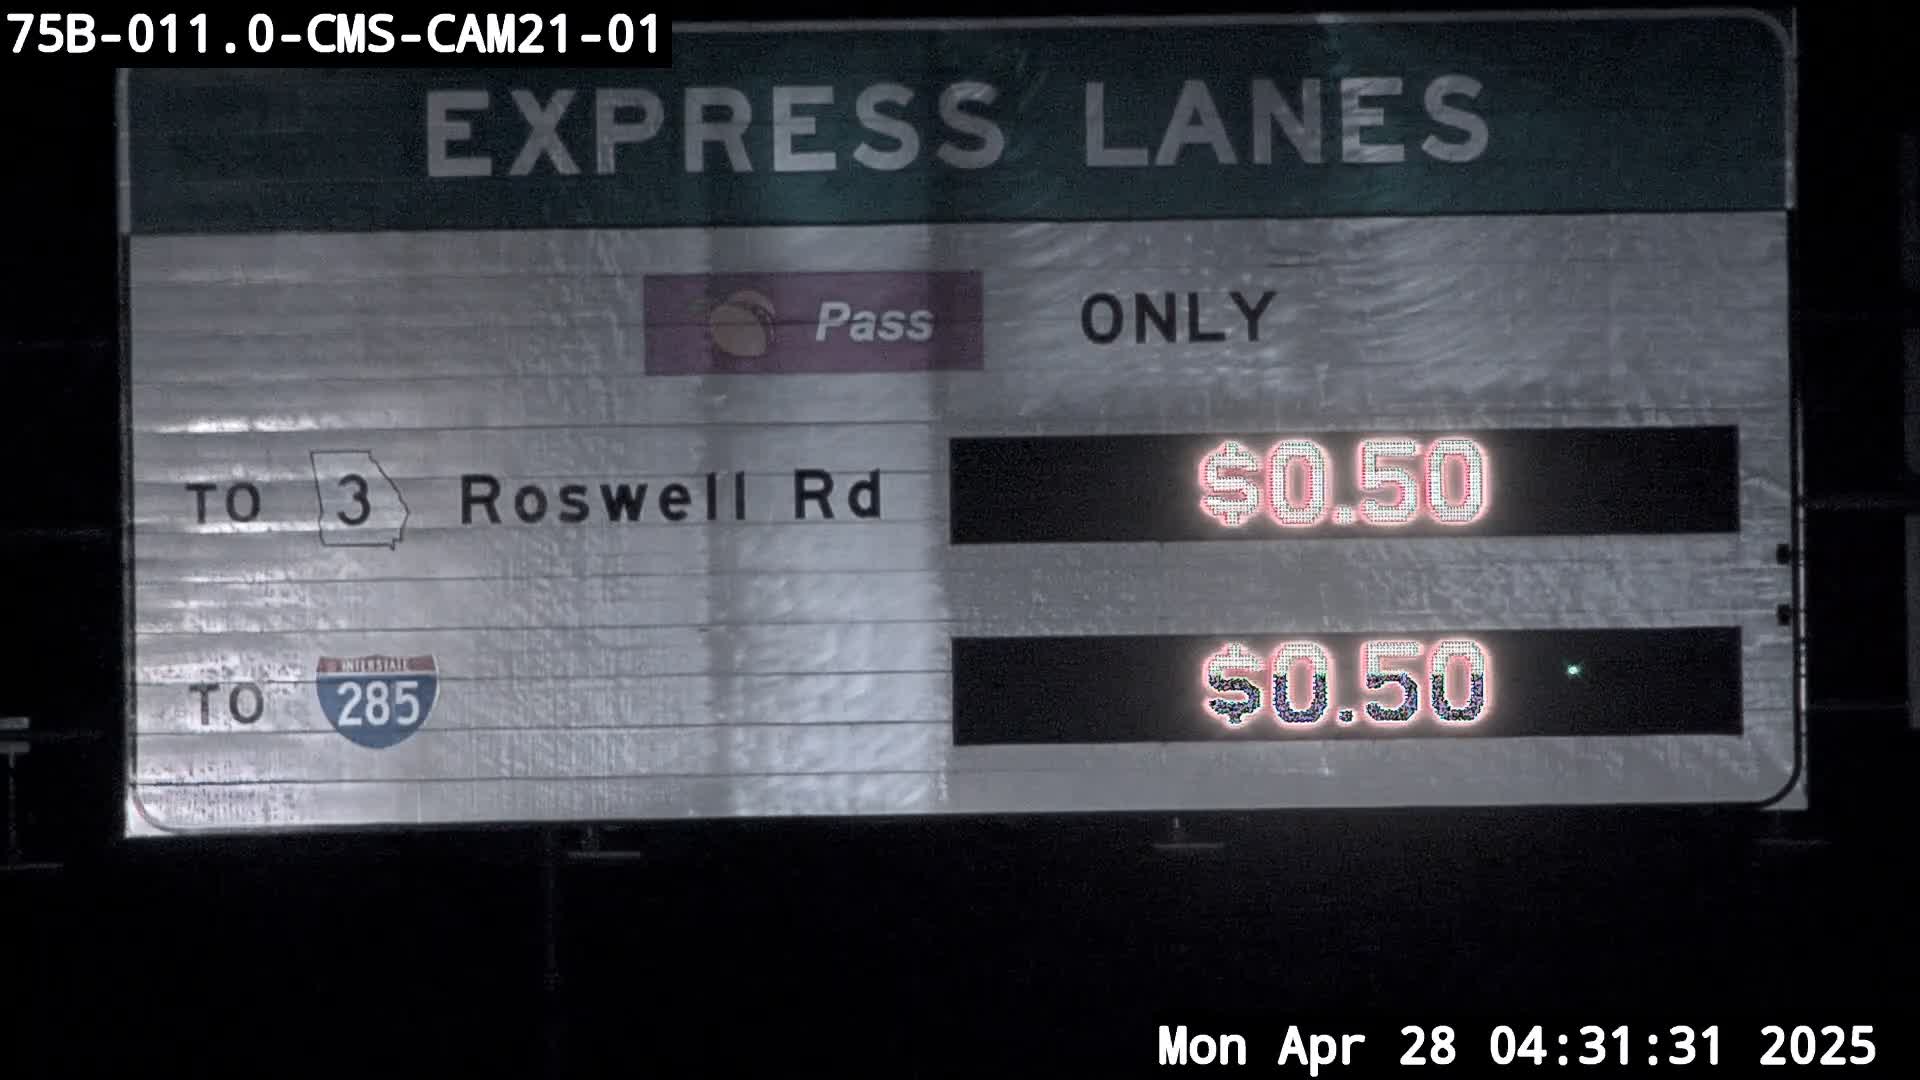 75B-011.0-CMS-CAM21-01
EXPRESS LANES
Pass ONLY
TO 3 Roswell Rd $0.50
INTERSTATE
TO 285 $0.50
Mon Apr 28 04:31:31 2025